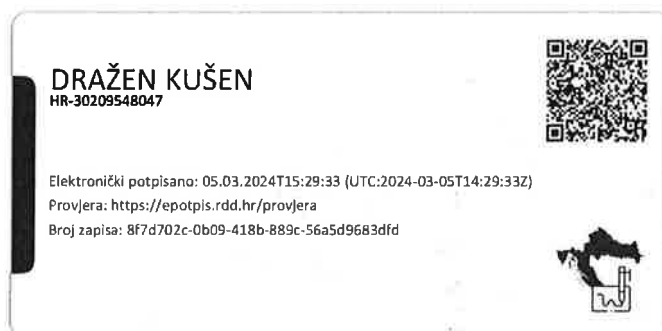 DRAŽEN KUŠEN
HR-30209548047
Elektronički potpisano: 05.03.2024T15:29:33 (UTC:2024-03-05T14:29:33Z)
Provjera: https://epotpis.rdd.hr/provjera
Broj zapisa: 8f7d702c-0b09-418b-889c-56a5d9683dfd